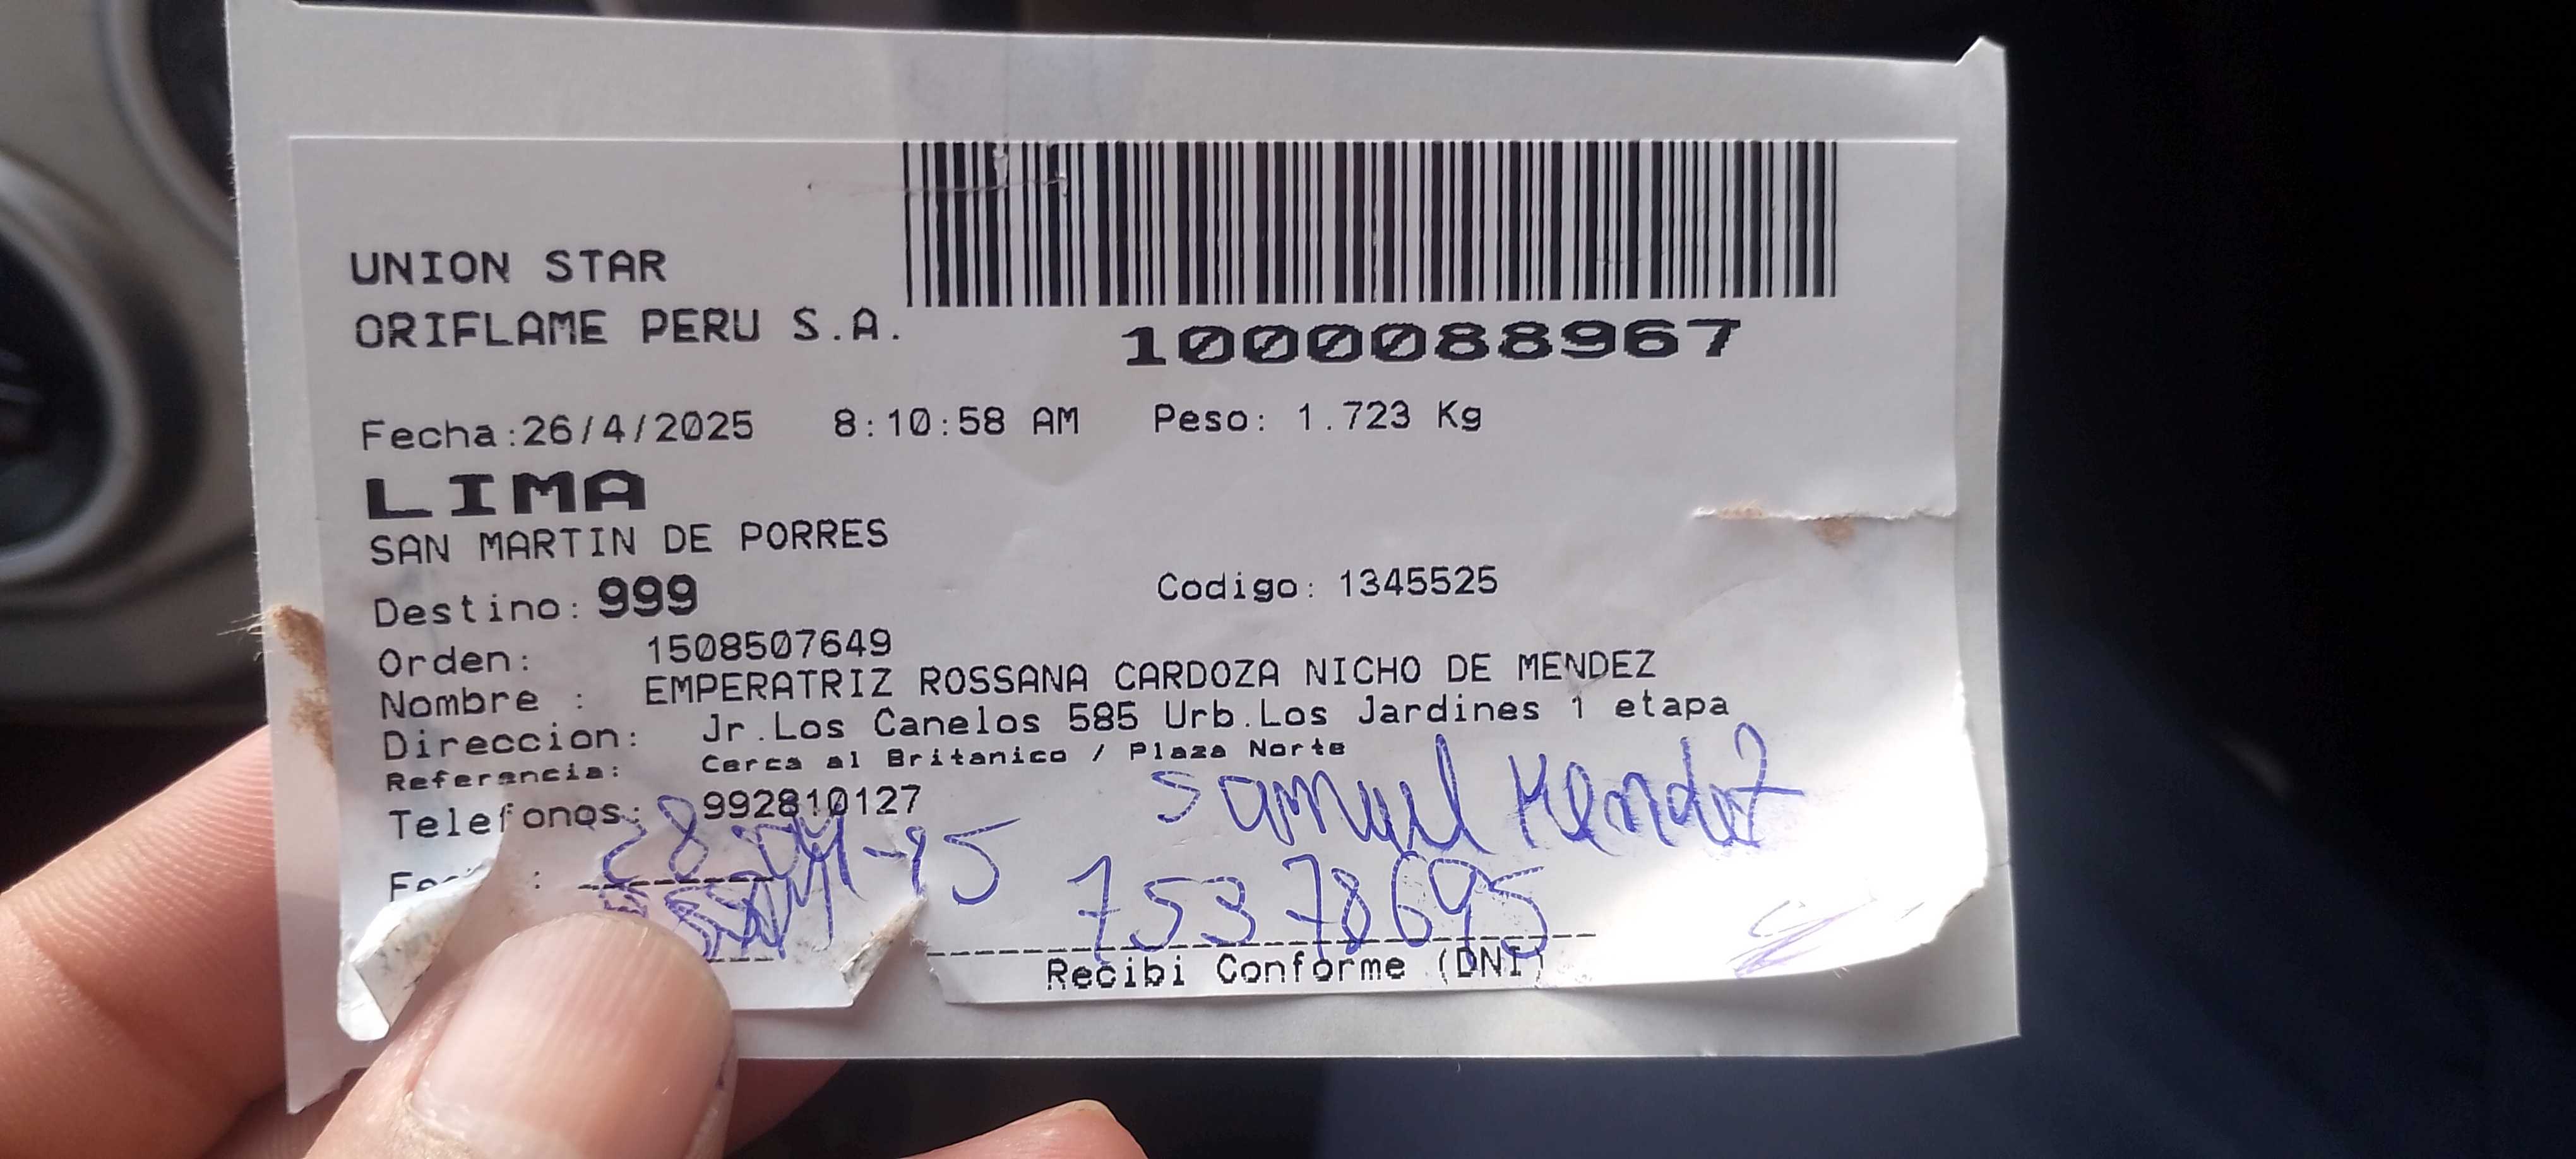 UNION STAR
ORIFLAME PERU S.A.
1000088967
Fecha:26/4/2025 8:10:58 AM Peso: 1.723 Kg
LIMA
SAN MARTIN DE PORRES
Destino: 999 Codigo: 1345525
Orden: 1508507649
Nombre : EMPERATRIZ ROSSANA CARDOZA NICHO DE MENDEZ
Direccion: Jr.Los Canelos 585 Urb.Los Jardines 1 etapa
Referencia: Cerca al Britanico / Plaza Norte
Telefonos: 992810127
Samuel Mendez
75378695
Recibi Conforme (DNI)